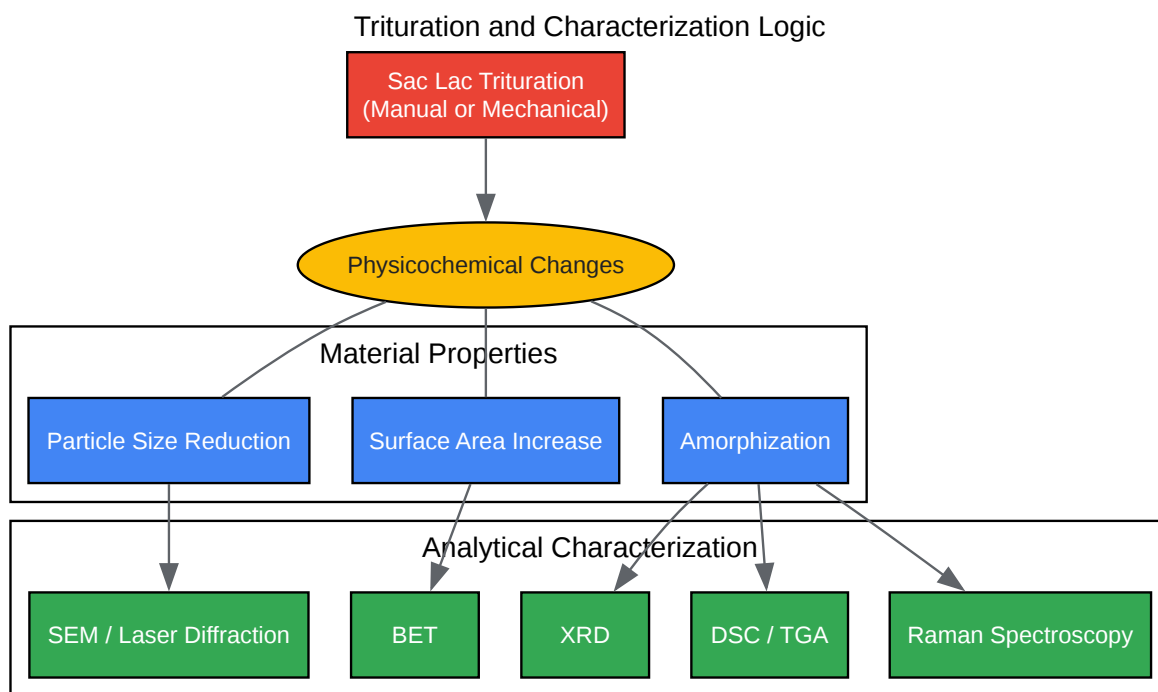 Trituration and Characterization Logic
Sac Lac Trituration
(Manual or Mechanical)
Physicochemical Changes
Material Properties
Particle Size Reduction
Surface Area Increase
Amorphization
Analytical Characterization
SEM / Laser Diffraction
BET
XRD
DSC / TGA
Raman Spectroscopy